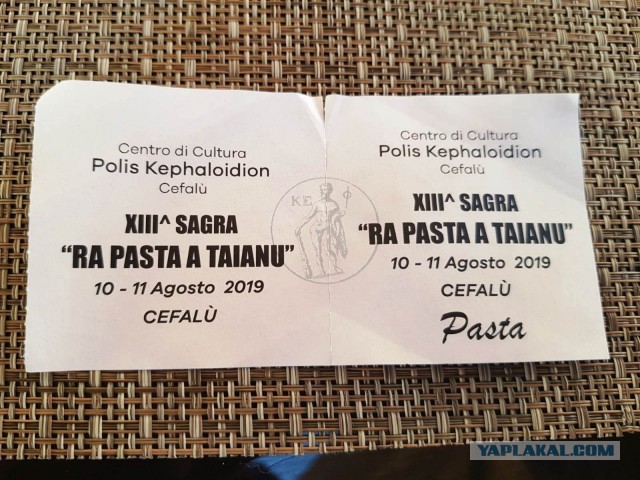 Centro di Cultura
Polis Kephaloidion
Cefalù
XIII^ SAGRA
“RA PASTA A TAIANU”
10 - 11 Agosto 2019
CEFALÙ
ΚΕ Φ
Centro di Cultura
Polis Kephaloidion
Cefalù
XIII^ SAGRA
“RA PASTA A TAIANU”
10 - 11 Agosto 2019
CEFALÙ
Pasta
YAPLAKAL.COM